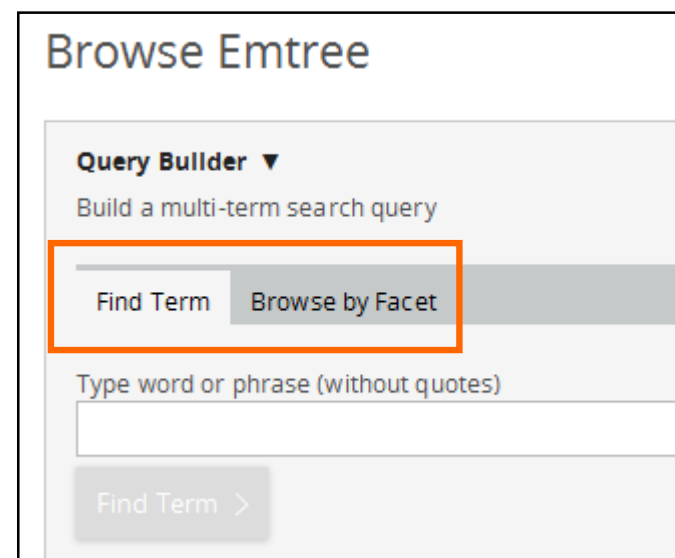 Browse Emtree
Query Builder ▼
Build a multi-term search query
Find Term Browse by Facet
Type word or phrase (without quotes)
Find Term >